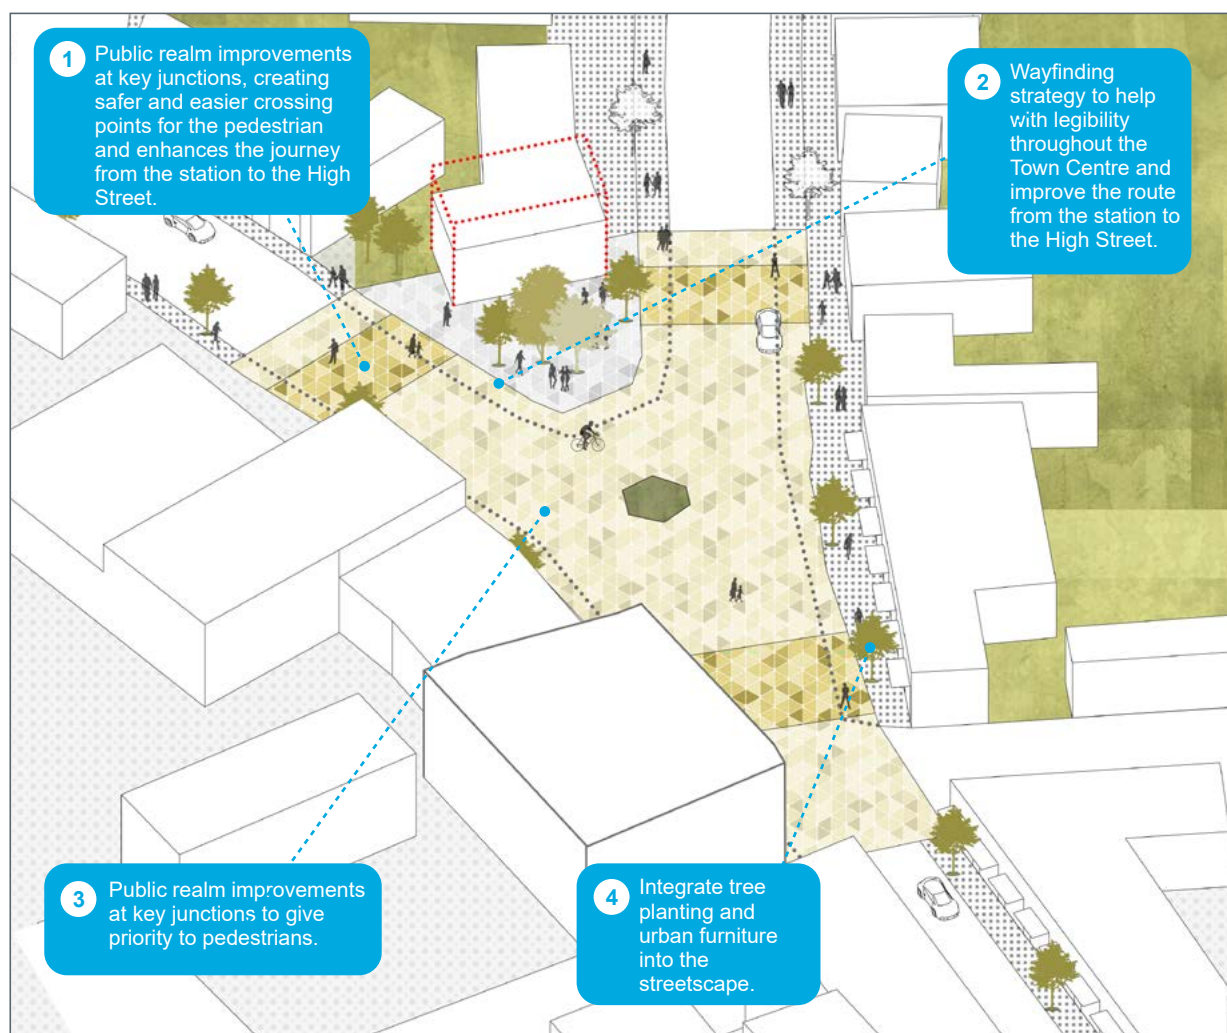 1
Public realm improvements
at key junctions, creating
safer and easier crossing
points for the pedestrian
and enhances the journey
from the station to the High
Street.
2
Wayfinding
strategy to help
with legibility
throughout the
Town Centre and
improve the route
from the station to
the High Street.
3
Public realm improvements
at key junctions to give
priority to pedestrians.
4
Integrate tree
planting and
urban furniture
into the
streetscape.